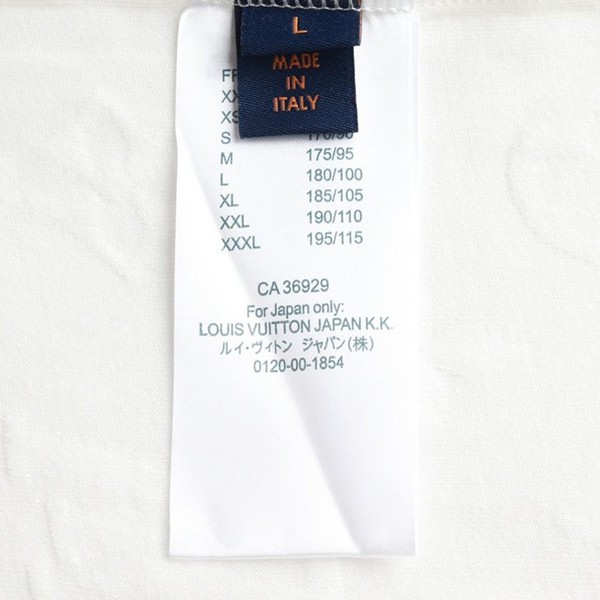 L
MADE
IN
ITALY
S
M 175/95
L 180/100
XL 185/105
XXL 190/110
XXXL 195/115
CA 36929
For Japan only:
LOUIS VUITTON JAPAN K.K.
ルイ・ヴィトン ジャパン(株)
0120-00-1854